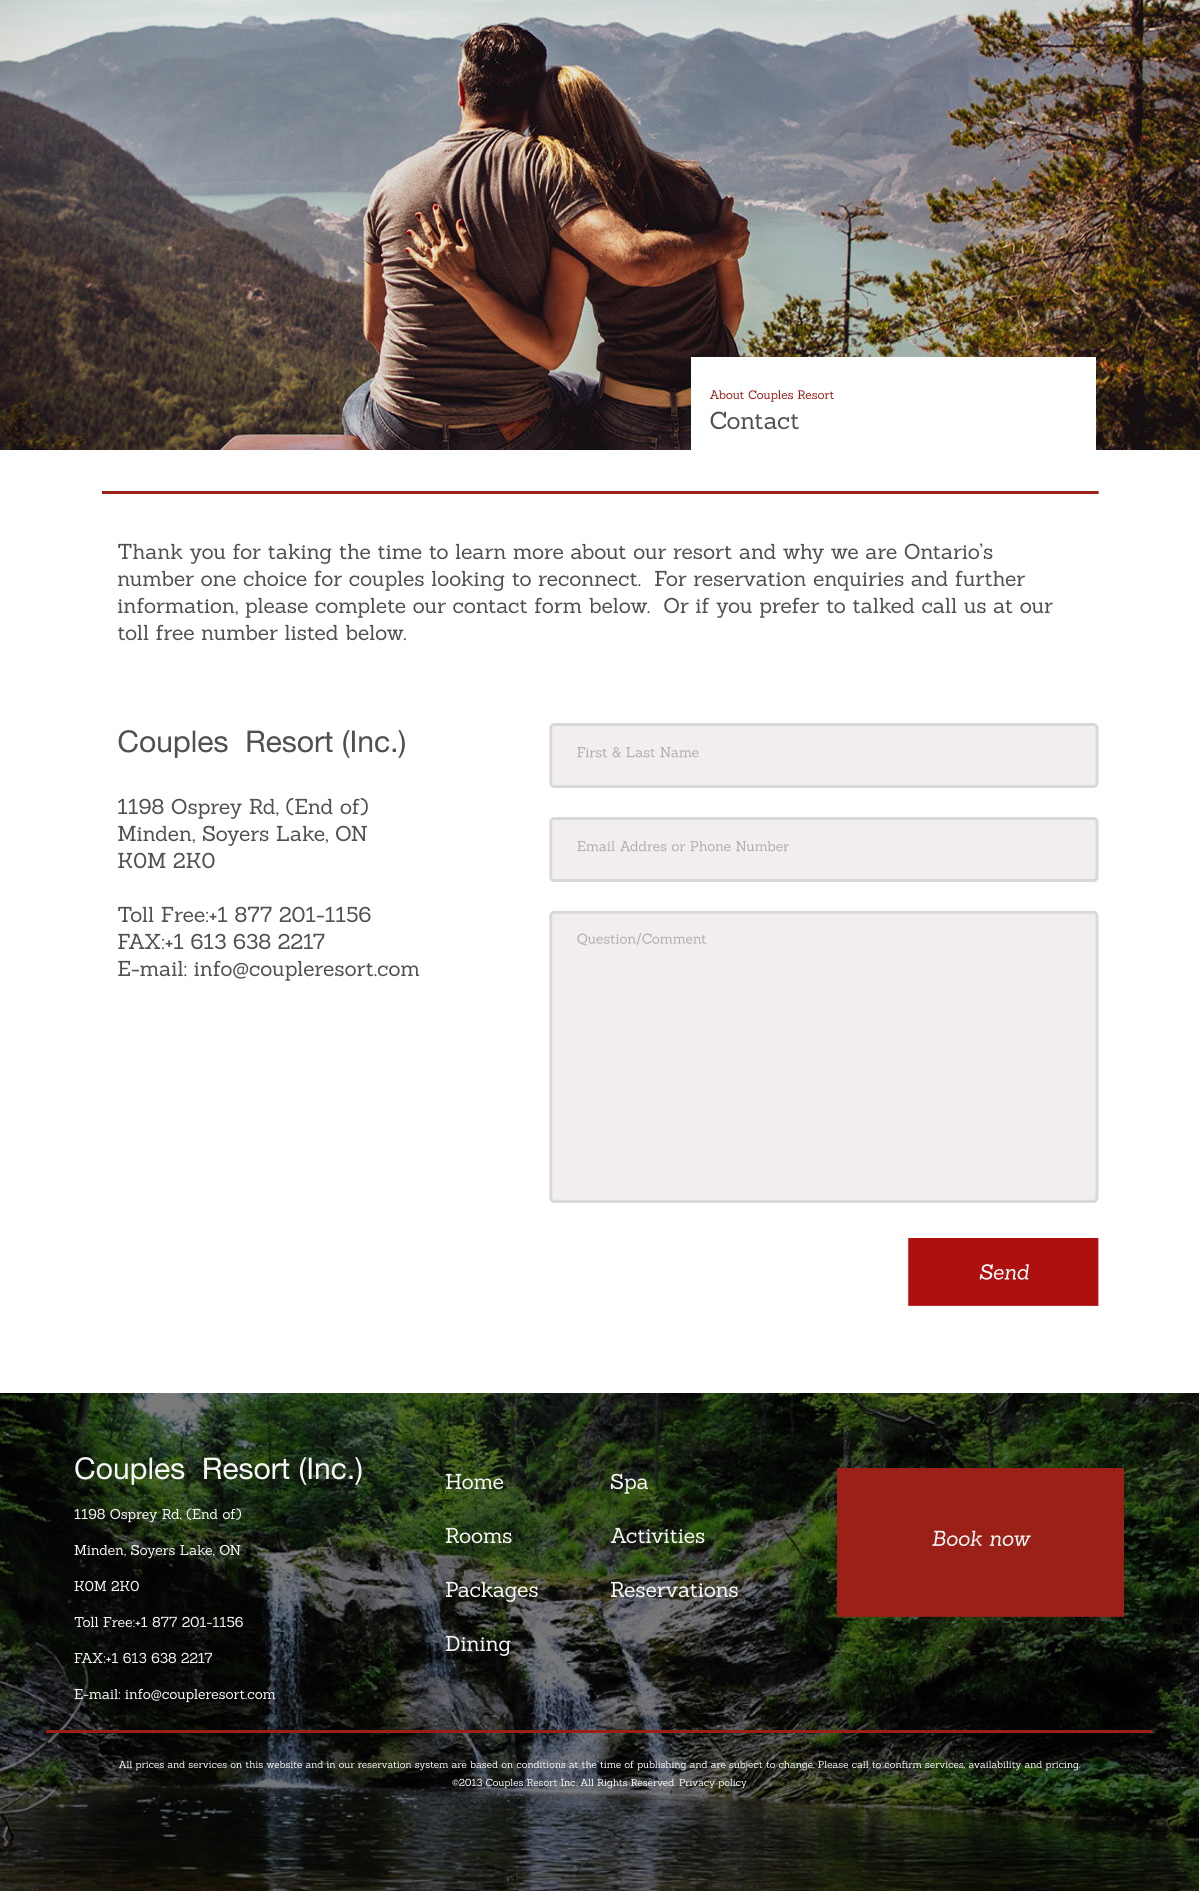 About Couples Resort
Contact
Thank you for taking the time to learn more about our resort and why we are Ontario's
number one choice for couples looking to reconnect.  For reservation enquiries and further
information, please complete our contact form below.  Or if you prefer to talked call us at our
toll free number listed below.
Couples  Resort (Inc.)
1198 Osprey Rd, (End of)
Minden, Soyers Lake, ON
K0M 2K0
Toll Free:+1 877 201-1156
FAX:+1 613 638 2217
E-mail: info@coupleresort.com
First & Last Name
Email Addres or Phone Number
Question/Comment
Send
Couples  Resort (Inc.)
1198 Osprey Rd, (End of)
Minden, Soyers Lake, ON
K0M 2K0
Toll Free:+1 877 201-1156
FAX:+1 613 638 2217
E-mail: info@coupleresort.com
Home
Rooms
Packages
Dining
Spa
Activities
Reservations
Book now
All prices and services on this website and in our reservation system are based on conditions at the time of publishing and are subject to change. Please call to confirm services, availability and pricing.
©2013 Couples Resort Inc. All Rights Reserved. Privacy policy